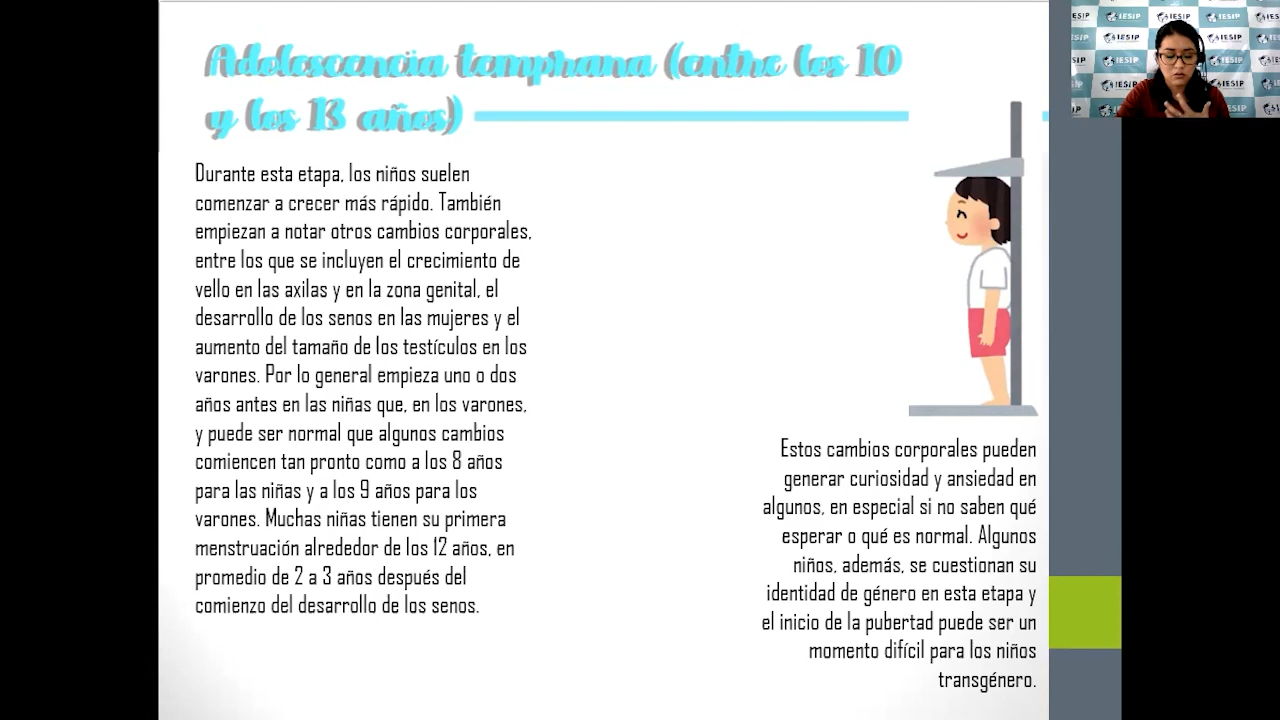 Adolescencia temprana (entre los 10
y los 13 años)
Durante esta etapa, los niños suelen
comenzar a crecer más rápido. También
empiezan a notar otros cambios corporales,
entre los que se incluyen el crecimiento de
vello en las axilas y en la zona genital, el
desarrollo de los senos en las mujeres y el
aumento del tamaño de los testículos en los
varones. Por lo general empieza uno o dos
años antes en las niñas que, en los varones,
y puede ser normal que algunos cambios
comiencen tan pronto como a los 8 años
para las niñas y a los 9 años para los
varones. Muchas niñas tienen su primera
menstruación alrededor de los 12 años, en
promedio de 2 a 3 años después del
comienzo del desarrollo de los senos.
Estos cambios corporales pueden
generar curiosidad y ansiedad en
algunos, en especial si no saben qué
esperar o qué es normal. Algunos
niños, además, se cuestionan su
identidad de género en esta etapa y
el inicio de la pubertad puede ser un
momento difícil para los niños
transgénero.
IESIP
IESIP
IESIP
IESIP
IESIP
IESIP
IESIP